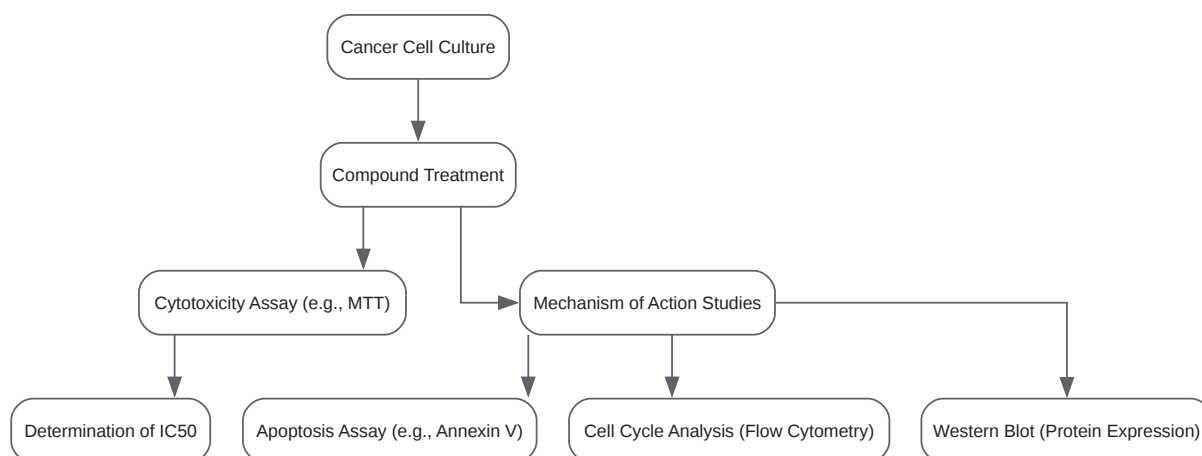 Cancer Cell Culture
Compound Treatment
Cytotoxicity Assay (e.g., MTT)
Mechanism of Action Studies
Determination of IC50
Apoptosis Assay (e.g., Annexin V)
Cell Cycle Analysis (Flow Cytometry)
Western Blot (Protein Expression)